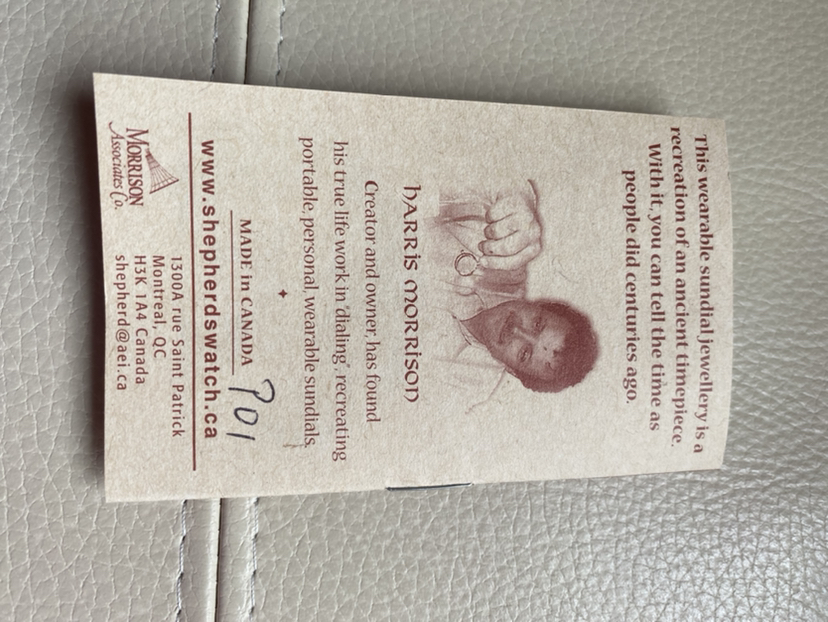 This wearable sundial jewellery is a
recreation of an ancient timepiece.
With it, you can tell the time as
people did centuries ago.
hARRiS MORRiSON
Creator and owner, has found
his true life work in 'dialing', recreating
portable, personal, wearable sundials.
MADE in CANADA
P01
www.shepherdswatch.ca
MORRISON
Associates Co.
1300A rue Saint Patrick
Montreal, QC
H3K 1A4 Canada
shepherd@aei.ca